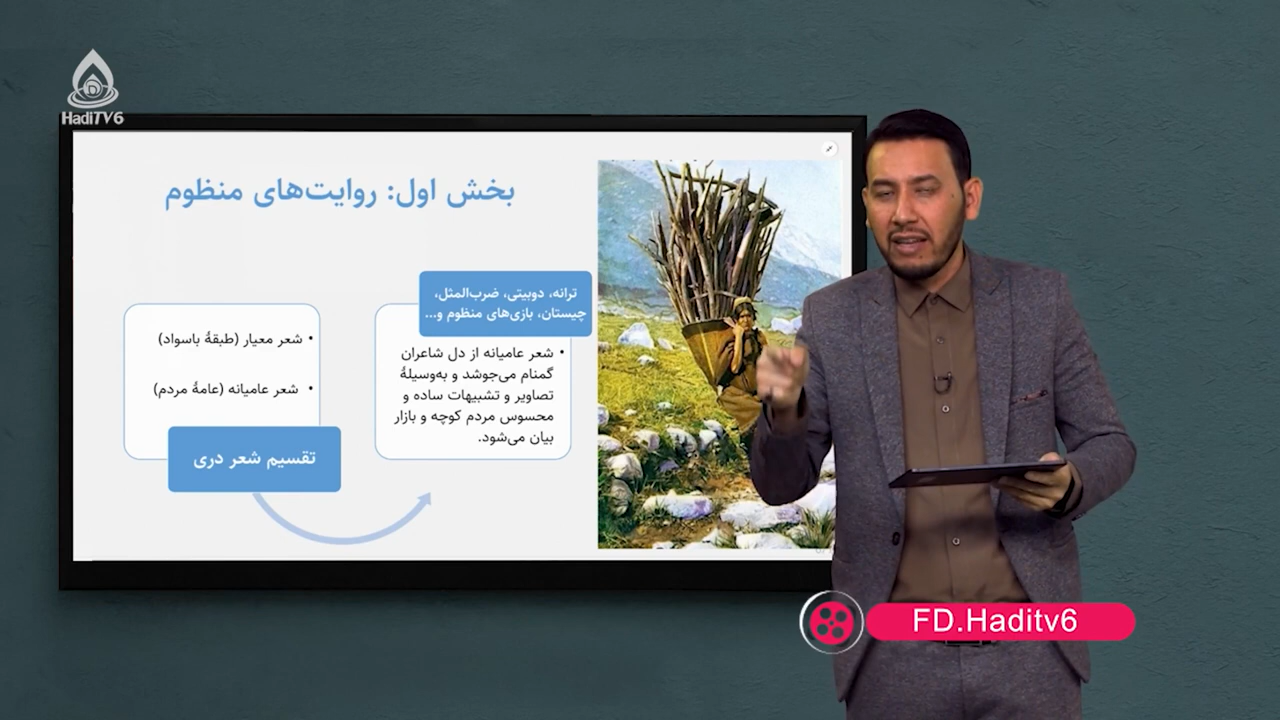 HadiTV6
بخش اول: روایت‌های منظوم
ترانه، دوبیتی، ضرب‌المثل،
چیستان، بازی‌های منظوم و...
• شعر عامیانه از دل شاعران
گمنام می‌جوشد و به‌وسیلهٔ
تصاویر و تشبیهات ساده و
محسوس مردم کوچه و بازار
بیان می‌شود.
• شعر معیار (طبقهٔ باسواد)
• شعر عامیانه (عامهٔ مردم)
تقسیم شعر دری
FD.Haditv6